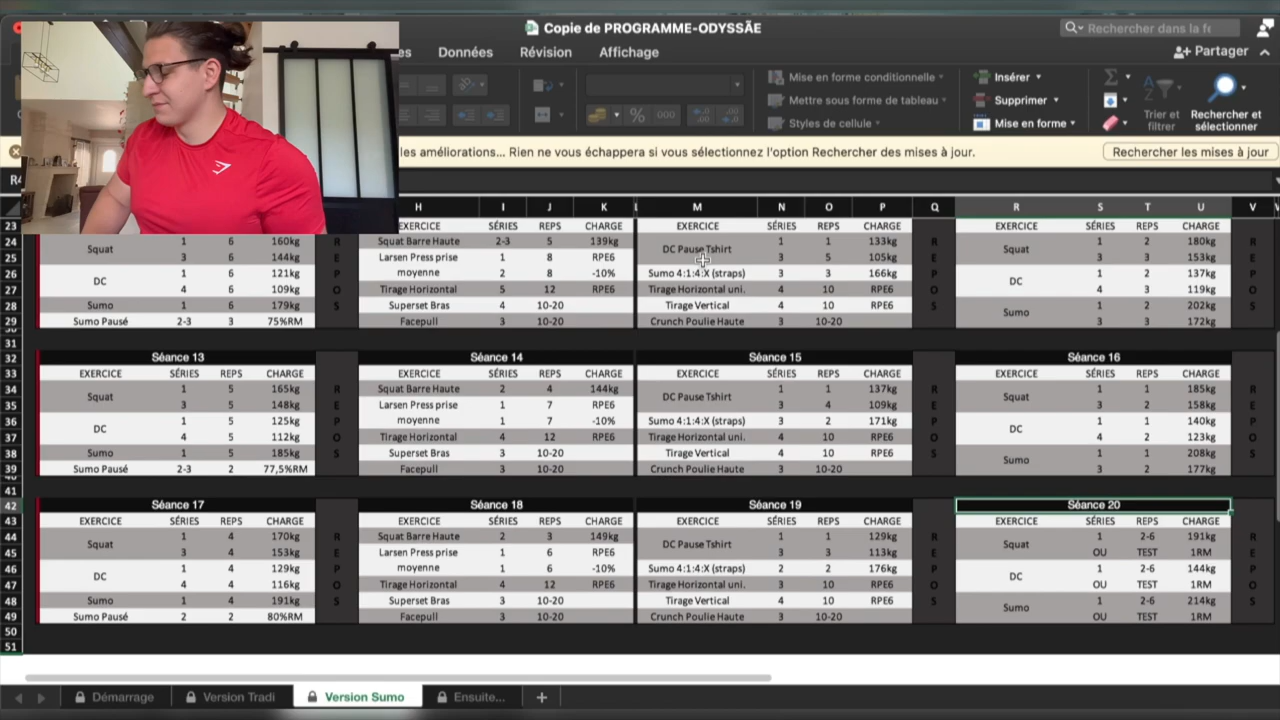 Copie de PROGRAMME-ODYSSÃE
Rechercher dans la f
es Données Révision Affichage
Partager
Mise en forme conditionnelle
Mettre sous forme de tableau
Styles de cellule
Insérer
Supprimer
Mise en forme
Trier et filtrer
Rechercher et sélectionner
% 000
les améliorations... Rien ne vous échappera si vous sélectionnez l'option Rechercher des mises à jour.
Rechercher les mises à jour
H I J K L M N O P Q R S T U V
23 EXERCICE SÉRIES REPS CHARGE EXERCICE SÉRIES REPS CHARGE EXERCICE SÉRIES REPS CHARGE
24 Squat 1 6 160kg R Squat Barre Haute 2-3 5 139kg DC Pause Tshirt 1 1 133kg R Squat 1 2 180kg R
25 3 6 144kg E Larsen Press prise 1 8 RPE6 3 5 105kg E 3 3 153kg E
26 DC 1 6 121kg P moyenne 2 8 -10% Sumo 4:1:4:X (straps) 3 3 166kg P DC 1 2 137kg P
27 4 6 109kg O Tirage Horizontal 5 12 RPE6 Tirage Horizontal uni. 4 10 RPE6 O 4 3 119kg O
28 Sumo 1 6 179kg S Superset Bras 4 10-20 Tirage Vertical 4 10 RPE6 S Sumo 1 2 202kg S
29 Sumo Pausé 2-3 3 75%RM Facepull 3 10-20 Crunch Poulie Haute 3 10-20 3 3 172kg
30
31
32 Séance 13 Séance 14 Séance 15 Séance 16
33 EXERCICE SÉRIES REPS CHARGE EXERCICE SÉRIES REPS CHARGE EXERCICE SÉRIES REPS CHARGE EXERCICE SÉRIES REPS CHARGE
34 Squat 1 5 165kg R Squat Barre Haute 2 4 144kg DC Pause Tshirt 1 1 137kg R Squat 1 1 185kg R
35 3 5 148kg E Larsen Press prise 1 7 RPE6 3 4 109kg E 3 2 158kg E
36 DC 1 5 125kg P moyenne 1 7 -10% Sumo 4:1:4:X (straps) 3 2 171kg P DC 1 1 140kg P
37 4 5 112kg O Tirage Horizontal 4 12 RPE6 Tirage Horizontal uni. 4 10 RPE6 O 4 2 123kg O
38 Sumo 1 5 185kg S Superset Bras 3 10-20 Tirage Vertical 4 10 RPE6 S Sumo 1 1 208kg S
39 Sumo Pausé 2-3 2 77,5%RM Facepull 3 10-20 Crunch Poulie Haute 3 10-20 3 2 177kg
40
41
42 Séance 17 Séance 18 Séance 19 Séance 20
43 EXERCICE SÉRIES REPS CHARGE EXERCICE SÉRIES REPS CHARGE EXERCICE SÉRIES REPS CHARGE EXERCICE SÉRIES REPS CHARGE
44 Squat 1 4 170kg R Squat Barre Haute 2 3 149kg DC Pause Tshirt 1 1 129kg R Squat 1 2-6 191kg R
45 3 4 153kg E Larsen Press prise 1 6 RPE6 3 3 113kg E OU TEST 1RM E
46 DC 1 4 129kg P moyenne 1 6 -10% Sumo 4:1:4:X (straps) 2 2 176kg P DC 1 2-6 144kg P
47 4 4 116kg O Tirage Horizontal 4 12 RPE6 Tirage Horizontal uni. 3 10 RPE6 O OU TEST 1RM O
48 Sumo 1 4 191kg S Superset Bras 3 10-20 Tirage Vertical 4 10 RPE6 S Sumo 1 2-6 214kg S
49 Sumo Pausé 2 2 80%RM Facepull 3 10-20 Crunch Poulie Haute 3 10-20 OU TEST 1RM
50
51
Démarrage Version Tradi Version Sumo Ensuite... +